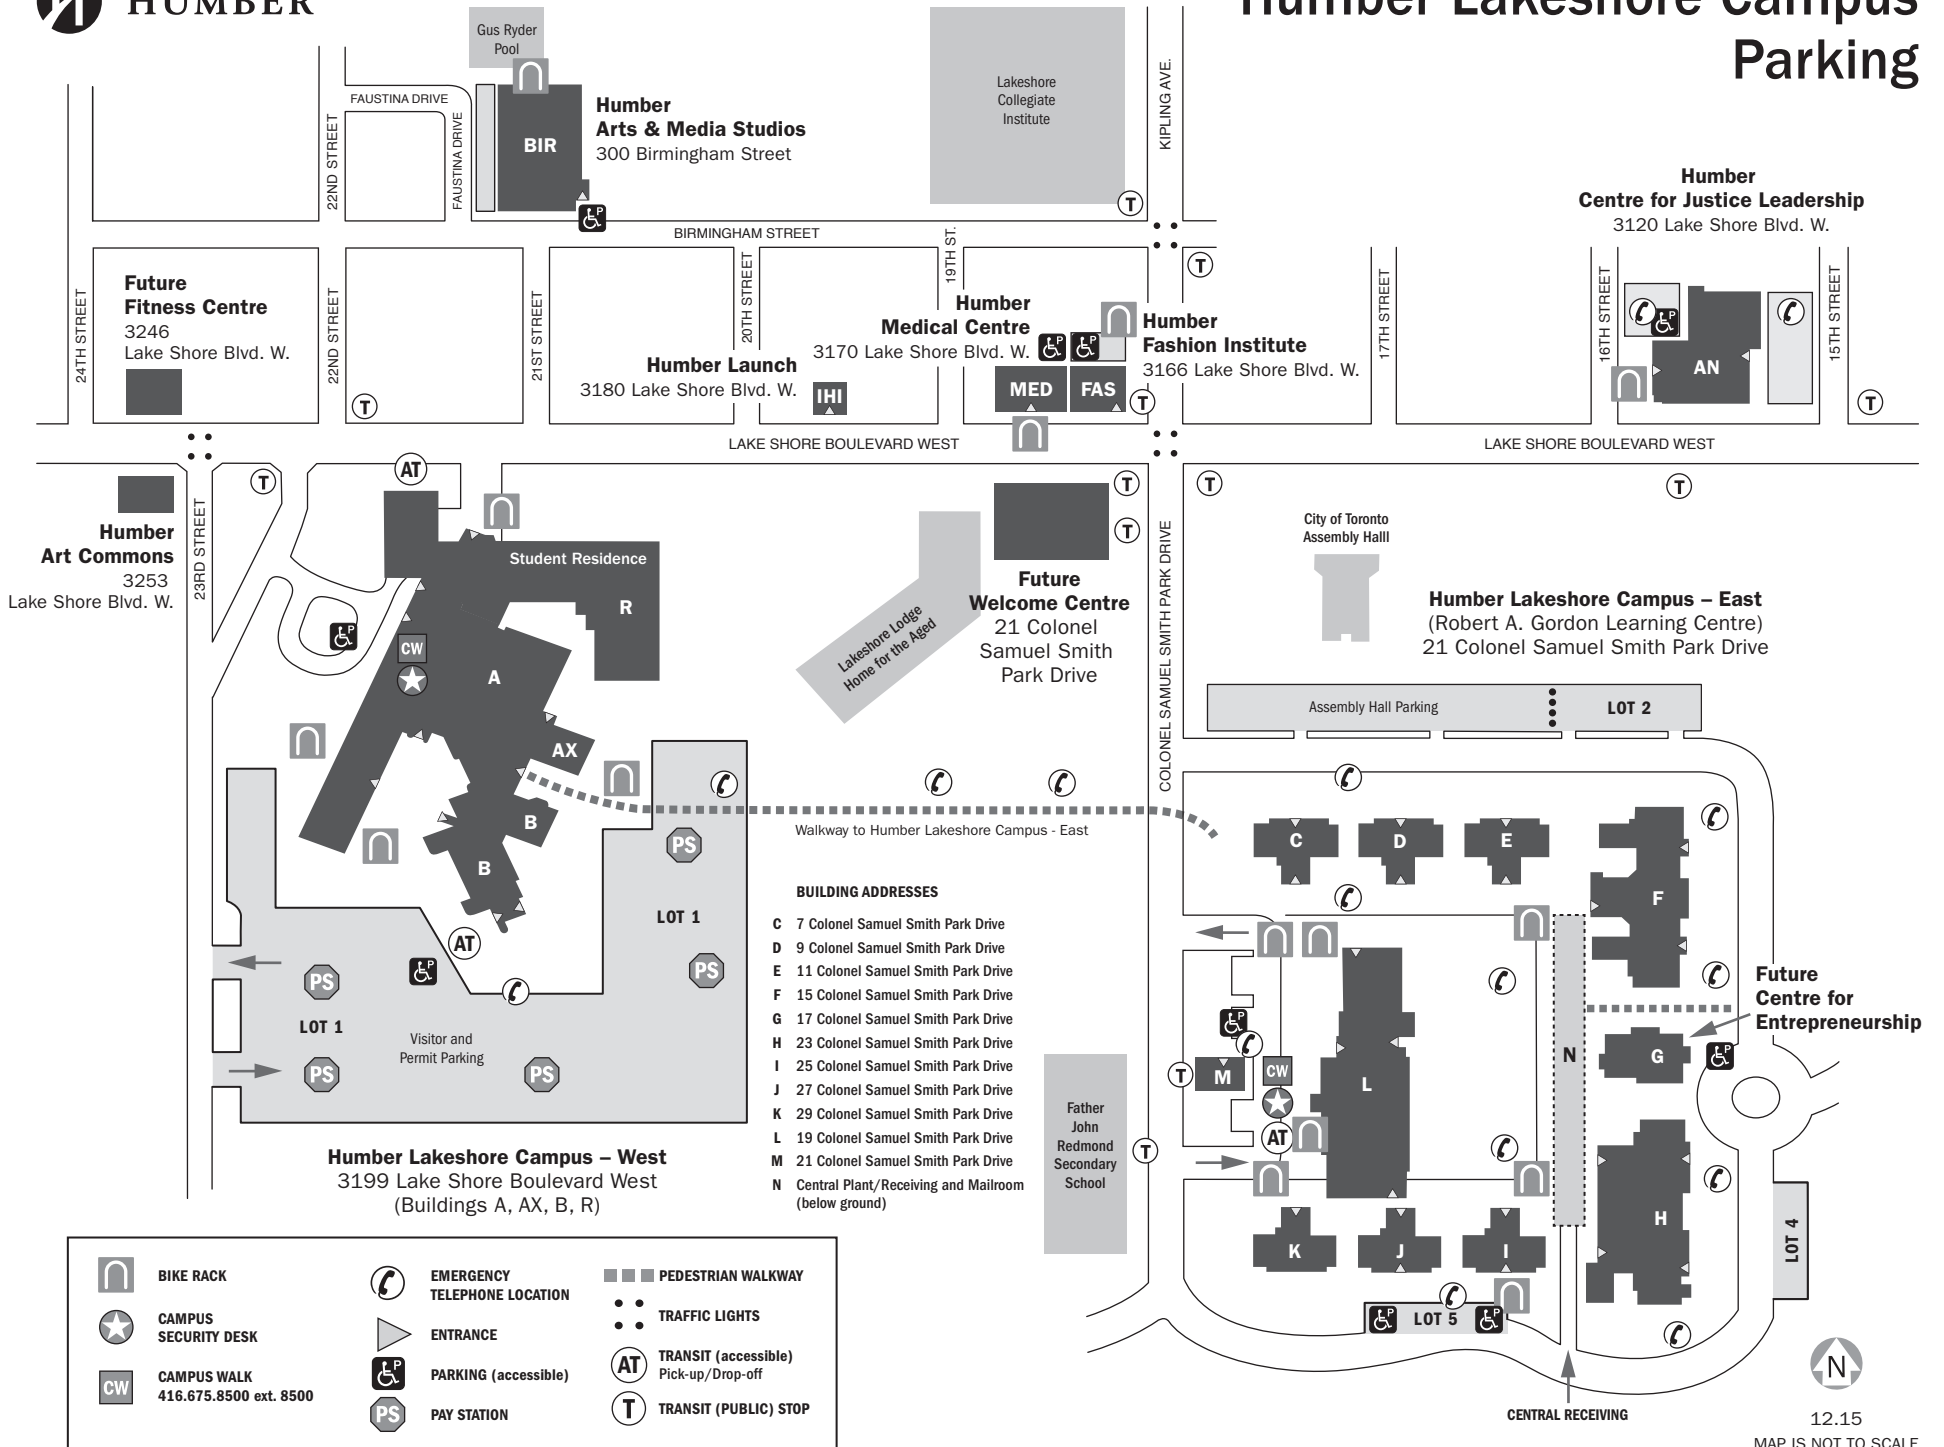 HUMBER
Humber Lakeshore Campus
Parking
Gus Ryder
Pool
Lakeshore
Collegiate
Institute
KIPLING AVE.
FAUSTINA DRIVE
FAUSTINA DRIVE
22ND STREET
BIR
Humber
Arts & Media Studios
300 Birmingham Street
P
T
Humber
Centre for Justice Leadership
3120 Lake Shore Blvd. W.
BIRMINGHAM STREET
T
24TH STREET
Future
Fitness Centre
3246
Lake Shore Blvd. W.
22ND STREET
T
21ST STREET
20TH STREET
19TH ST.
Humber Launch
3180 Lake Shore Blvd. W.
IHI
Humber
Medical Centre
3170 Lake Shore Blvd. W.
P
P
MED
FAS
Humber
Fashion Institute
3166 Lake Shore Blvd. W.
T
17TH STREET
16TH STREET
P
AN
15TH STREET
T
LAKE SHORE BOULEVARD WEST
LAKE SHORE BOULEVARD WEST
Humber
Art Commons
3253
Lake Shore Blvd. W.
23RD STREET
T
AT
Student Residence
R
P
CW
A
AX
B
B
Lakeshore Lodge
Home for the Aged
T
T
Future
Welcome Centre
21 Colonel
Samuel Smith
Park Drive
COLONEL SAMUEL SMITH PARK DRIVE
T
T
City of Toronto
Assembly Halll
Humber Lakeshore Campus – East
(Robert A. Gordon Learning Centre)
21 Colonel Samuel Smith Park Drive
Assembly Hall Parking
LOT 2
Walkway to Humber Lakeshore Campus - East
PS
LOT 1
PS
AT
P
PS
LOT 1
Visitor and
Permit Parking
PS
PS
Humber Lakeshore Campus – West
3199 Lake Shore Boulevard West
(Buildings A, AX, B, R)
BUILDING ADDRESSES
C 7 Colonel Samuel Smith Park Drive
D 9 Colonel Samuel Smith Park Drive
E 11 Colonel Samuel Smith Park Drive
F 15 Colonel Samuel Smith Park Drive
G 17 Colonel Samuel Smith Park Drive
H 23 Colonel Samuel Smith Park Drive
I 25 Colonel Samuel Smith Park Drive
J 27 Colonel Samuel Smith Park Drive
K 29 Colonel Samuel Smith Park Drive
L 19 Colonel Samuel Smith Park Drive
M 21 Colonel Samuel Smith Park Drive
N Central Plant/Receiving and Mailroom
(below ground)
Father
John
Redmond
Secondary
School
T
C
D
E
F
Future
Centre for
Entrepreneurship
P
T
M
CW
AT
L
N
G
P
H
K
J
I
P
LOT 5
P
LOT 4
CENTRAL RECEIVING
N
12.15
MAP IS NOT TO SCALE
BIKE RACK
CAMPUS
SECURITY DESK
CW
CAMPUS WALK
416.675.8500 ext. 8500
EMERGENCY
TELEPHONE LOCATION
ENTRANCE
P
PARKING (accessible)
PS
PAY STATION
PEDESTRIAN WALKWAY
TRAFFIC LIGHTS
AT
TRANSIT (accessible)
Pick-up/Drop-off
T
TRANSIT (PUBLIC) STOP